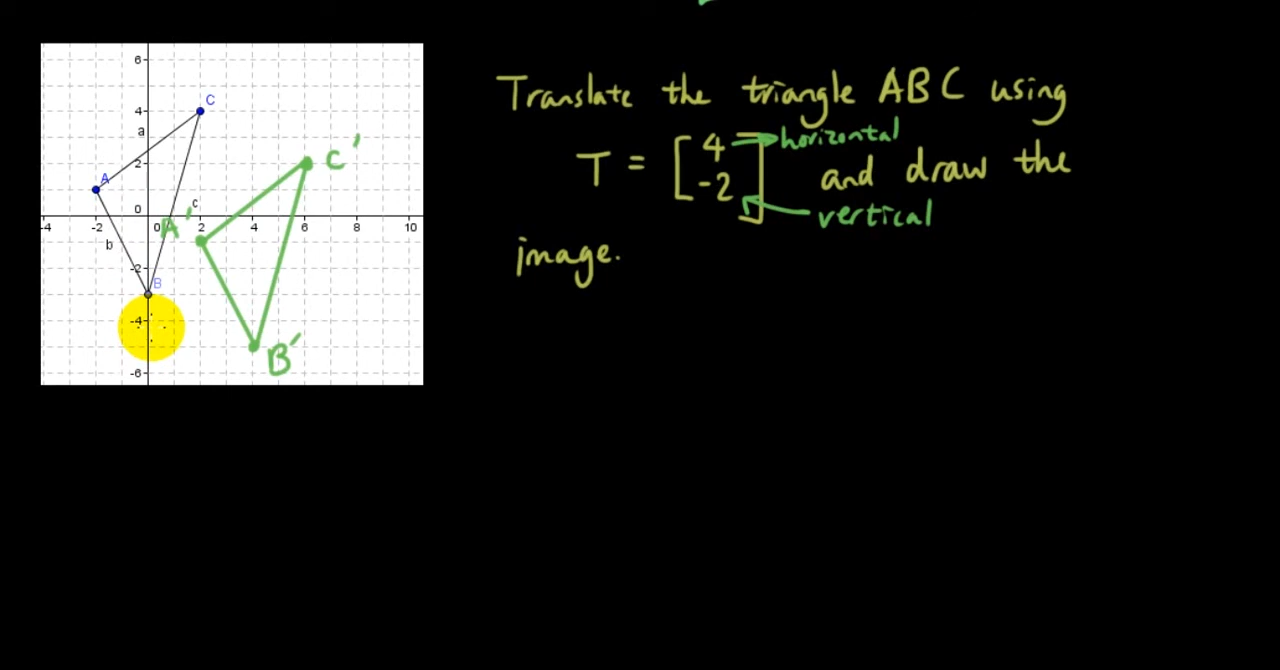 Translate the triangle ABC using
T = [4 -2] horizontal and draw the
vertical
image.
6
C
4
a
2
C'
A
0
-4 -2 0 2 4 6 8 10
c
A'
b
-2
B
-4
B'
-6